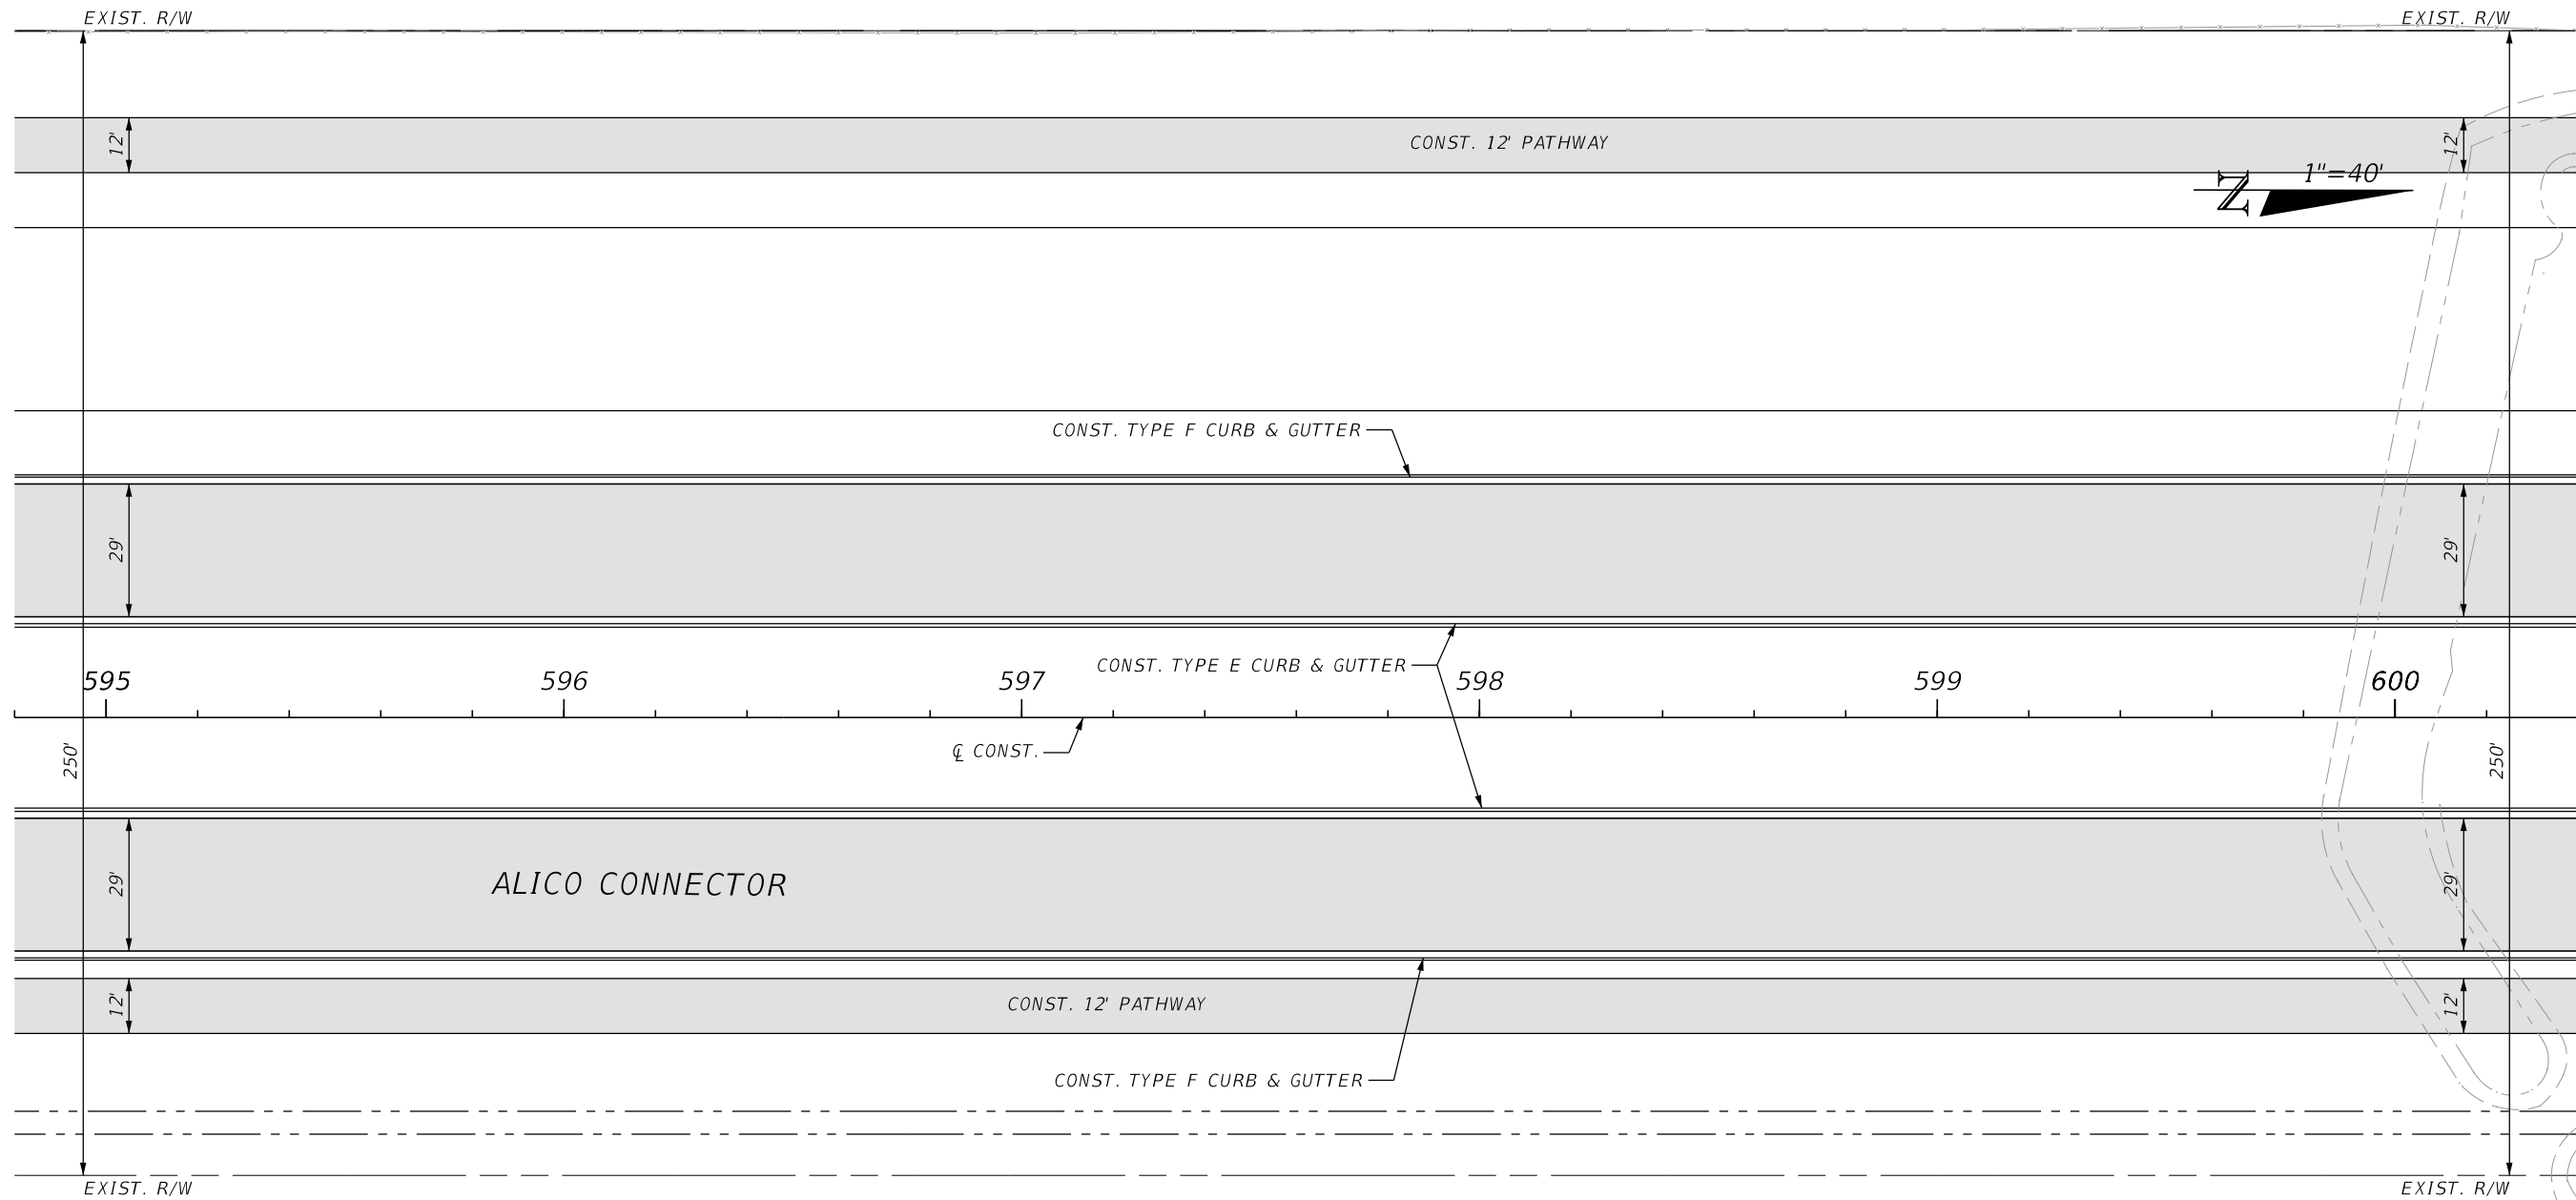 EXIST. R/W
EXIST. R/W
12'
CONST. 12' PATHWAY
12'
1"=40'
N
CONST. TYPE F CURB & GUTTER
29'
29'
CONST. TYPE E CURB & GUTTER
595
596
597
598
599
600
250'
℄ CONST.
250'
29'
ALICO CONNECTOR
29'
12'
CONST. 12' PATHWAY
12'
CONST. TYPE F CURB & GUTTER
EXIST. R/W
EXIST. R/W